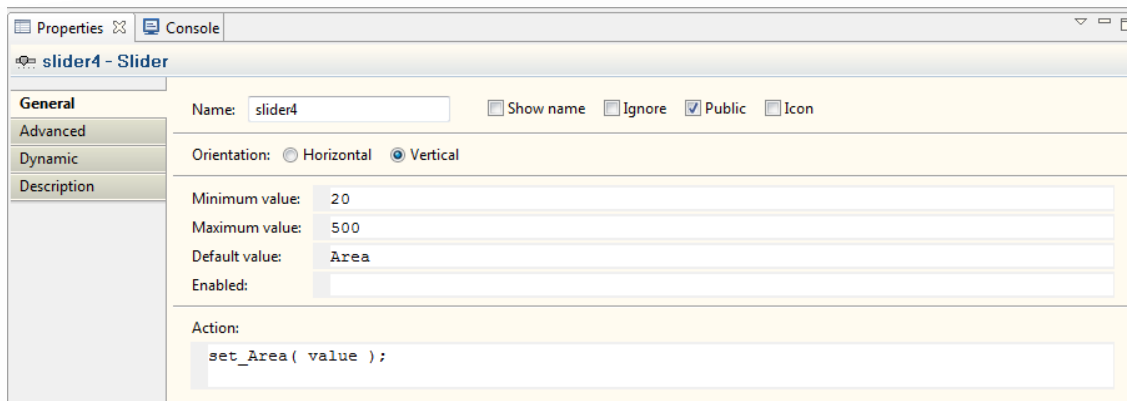 Properties Console
slider4 - Slider
General
Advanced
Dynamic
Description
Name: slider4 Show name Ignore Public Icon
Orientation: Horizontal Vertical
Minimum value: 20
Maximum value: 500
Default value: Area
Enabled:
Action:
set_Area( value );